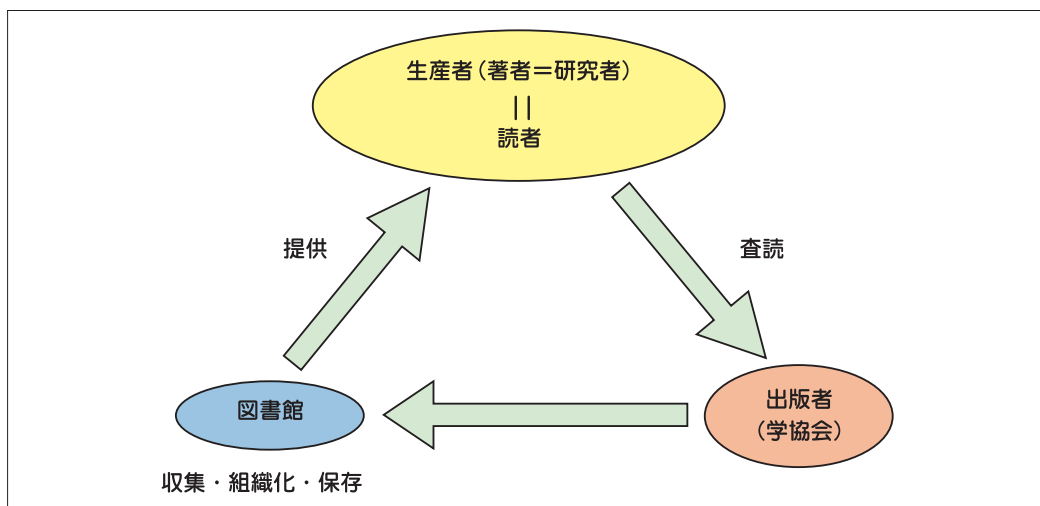 生産者(著者＝研究者)
||
読者
提供
査読
図書館
出版者
(学協会)
収集・組織化・保存